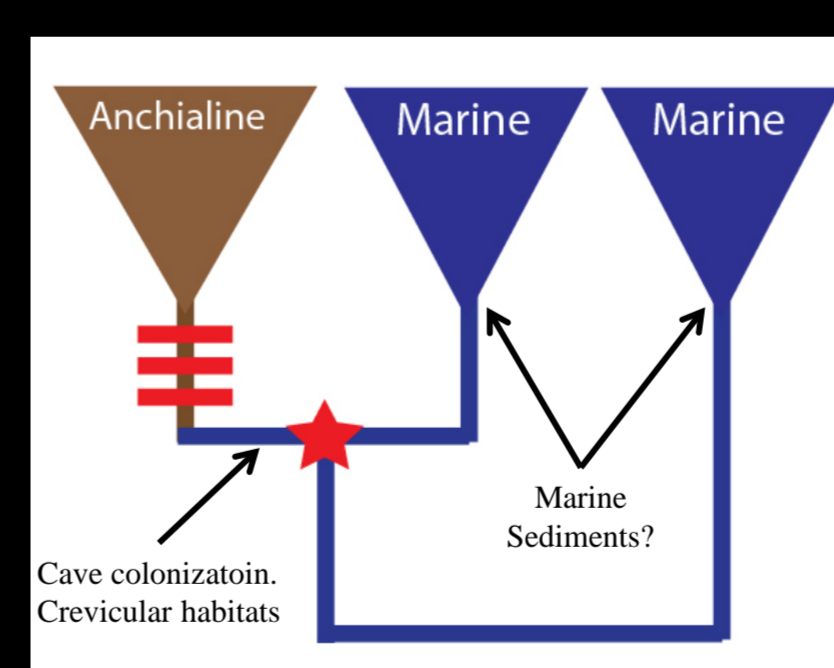 Anchialine
Marine
Marine
Marine
Sediments?
Cave colonizatoin.
Crevicular habitats